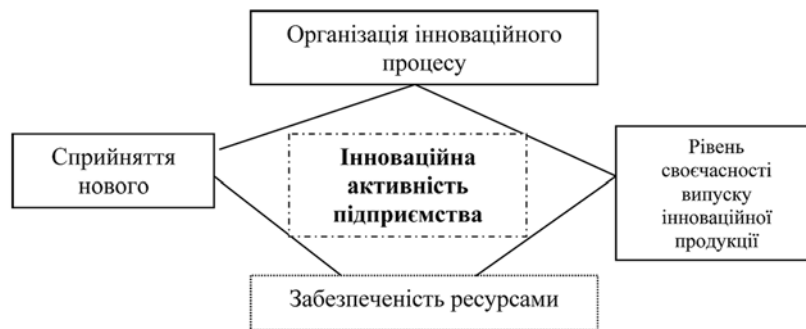 Організація інноваційного
процесу
Сприйняття
нового
Інноваційна
активність
підприємства
Рівень
своєчасності
випуску
інноваційної
продукції
Забезпеченість ресурсами